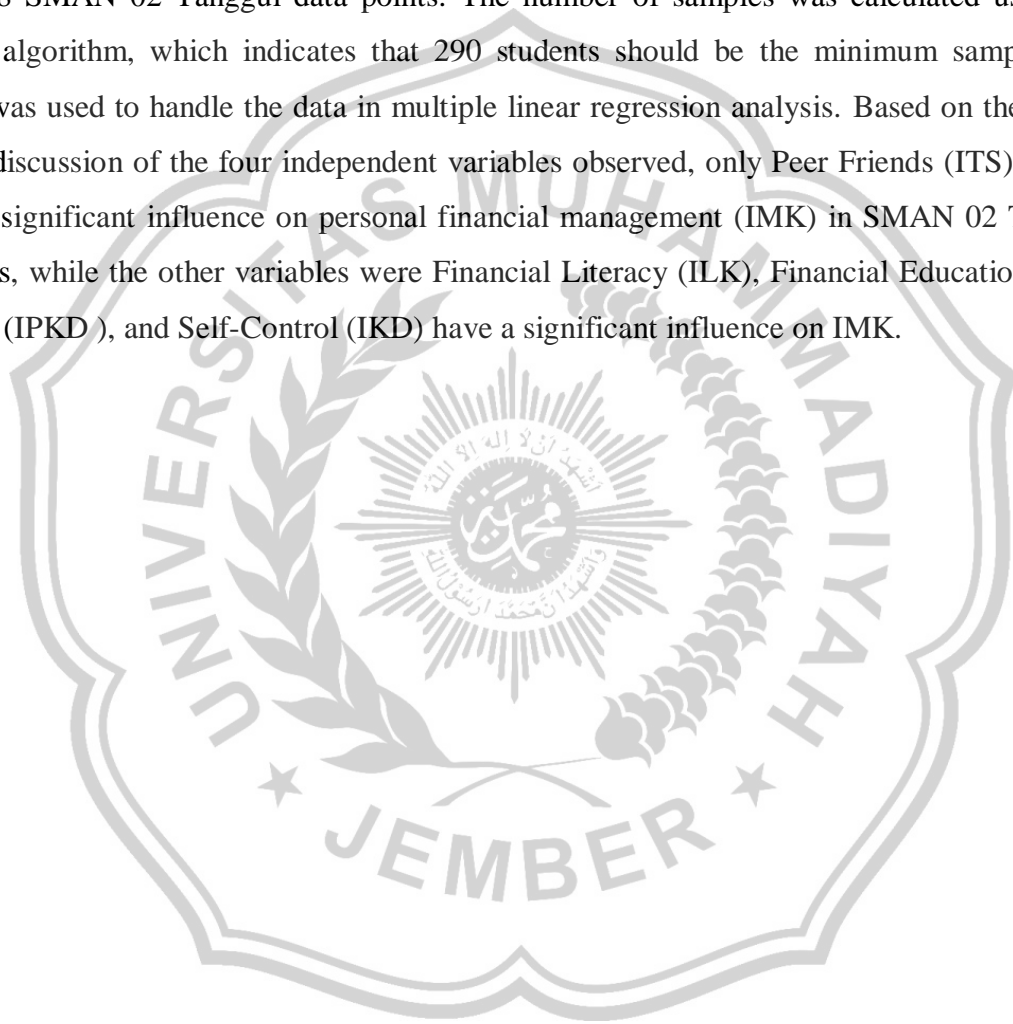 SMAN 02 Tanggul data points. The number of samples was calculated
algorithm, which indicates that 290 students should be the minimum
was used to handle the data in multiple linear regression analysis. Based on the
discussion of the four independent variables observed, only Peer Friends (ITS)
significant influence on personal financial management (IMK) in SMAN 02
while the other variables were Financial Literacy (ILK), Financial
(IPKD ), and Self-Control (IKD) have a significant influence on IMK.
UNIVERSITAS MUHAMMADIYAH
JEMBER